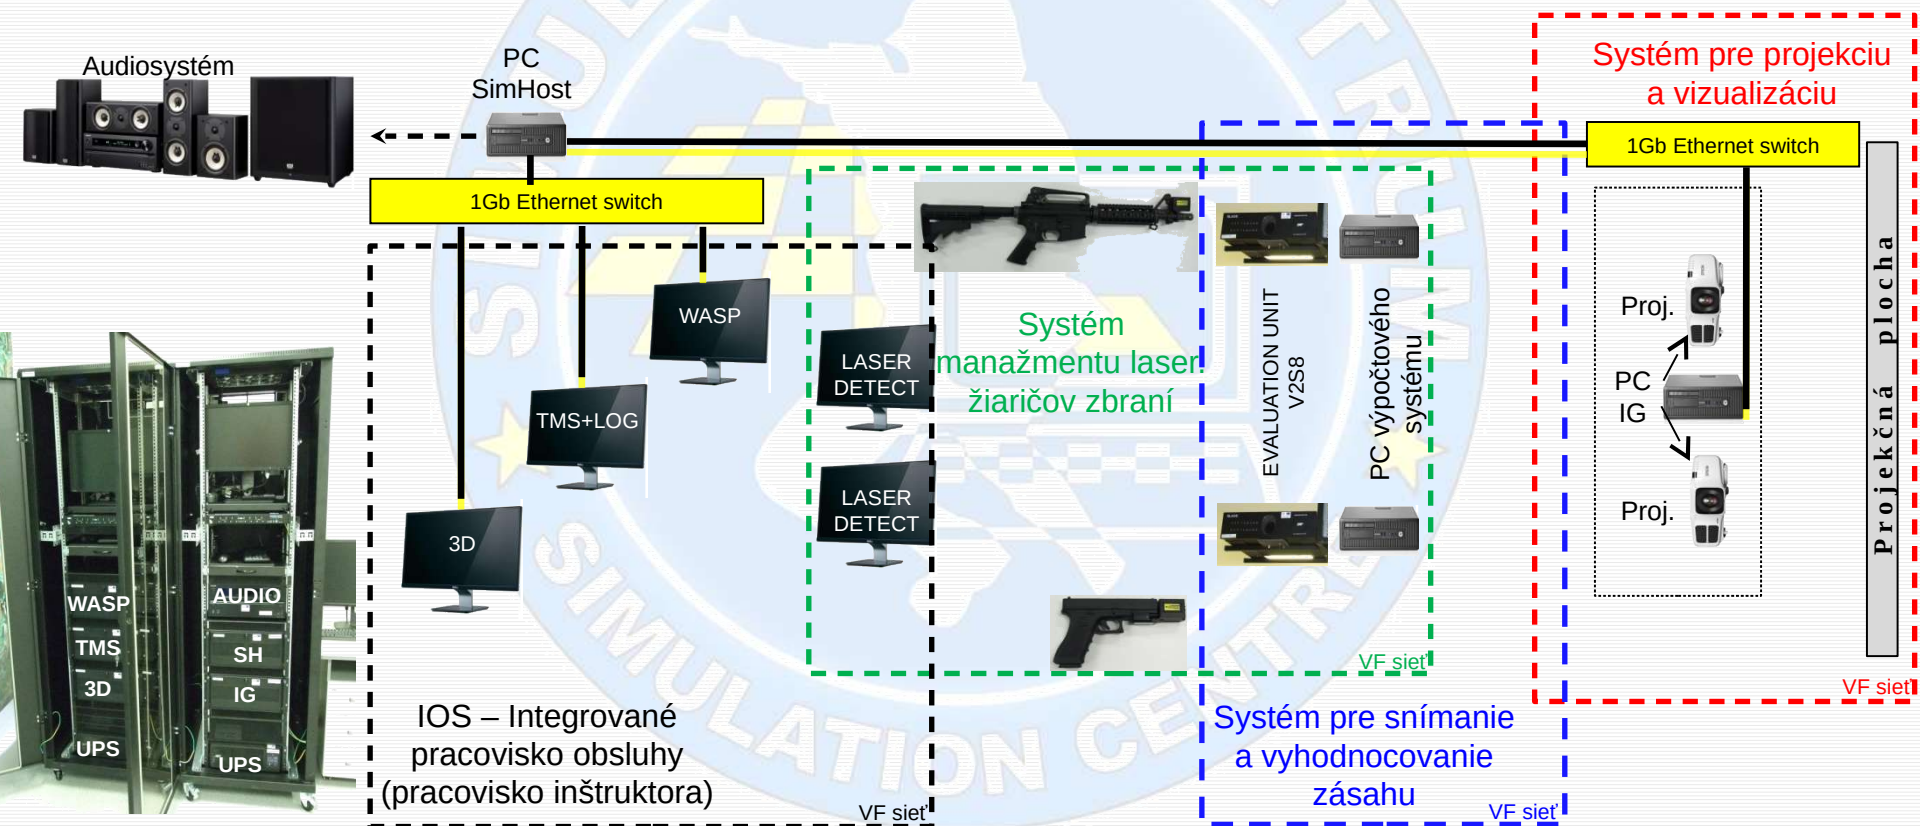 Audiosystém
PC
SimHost
1Gb Ethernet switch
Systém pre projekciu
a vizualizáciu
1Gb Ethernet switch
WASP
TMS+LOG
3D
LASER
DETECT
LASER
DETECT
Systém
manažmentu laser.
žiaričov zbraní
EVALUATION UNIT
V2S8
PC výpočtového
systému
VF sieť
Proj.
PC
IG
Proj.
Projekčná plocha
VF sieť
WASP
TMS
3D
UPS
AUDIO
SH
IG
UPS
IOS – Integrované
pracovisko obsluhy
(pracovisko inštruktora)
VF sieť
Systém pre snímanie
a vyhodnocovanie
zásahu
VF sieť
SIMULATION CENTRE